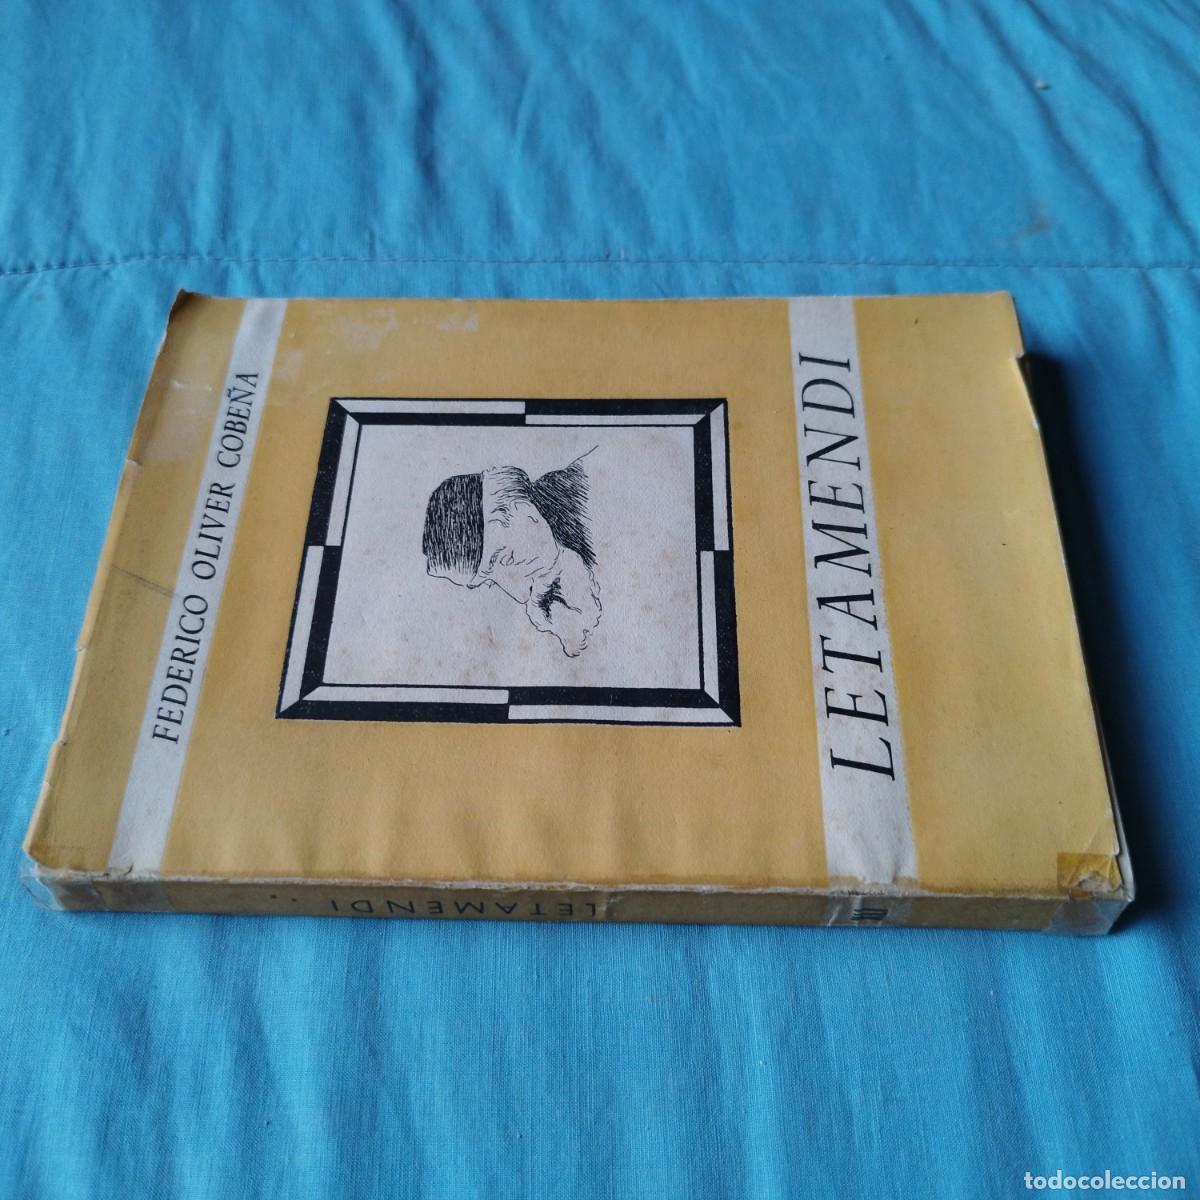 FEDERICO OLIVER COBEÑA
LETAMENDI
LETAMENDI
todocoleccion